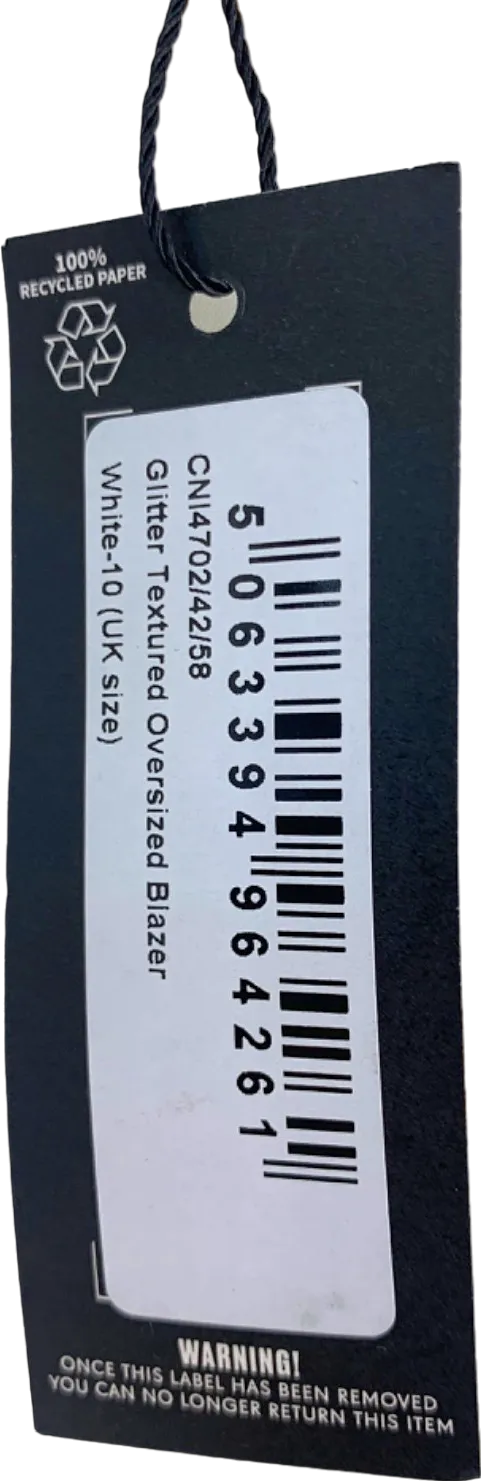 100%
RECYCLED PAPER
5 063394 964261
CNI4702/42/58
Glitter Textured Oversized Blazer
White-10 (UK size)
WARNING!
ONCE THIS LABEL HAS BEEN REMOVED
YOU CAN NO LONGER RETURN THIS ITEM